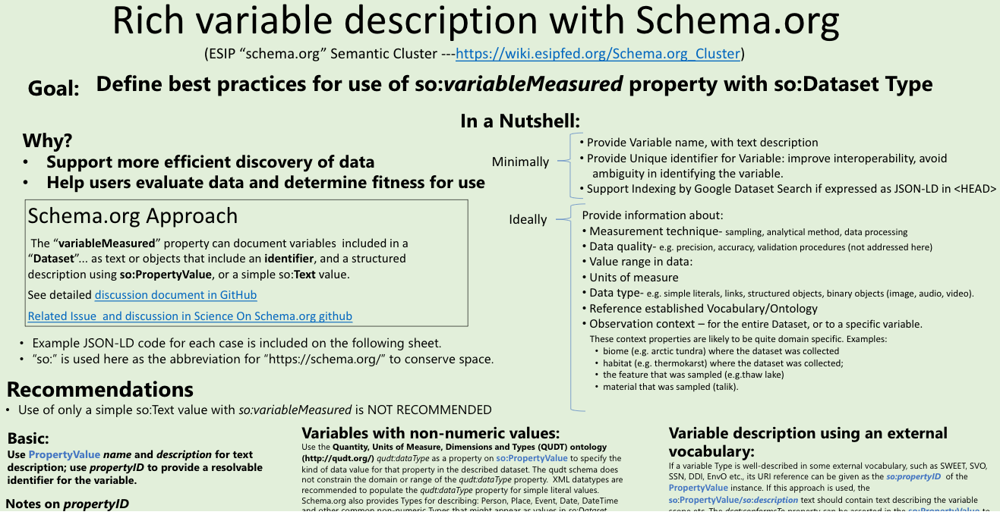 Rich variable description with Schema.org
(ESIP “schema.org” Semantic Cluster ---https://wiki.esipfed.org/Schema.org_Cluster)
Goal: Define best practices for use of so:variableMeasured property with so:Dataset Type
Why?
• Support more efficient discovery of data
• Help users evaluate data and determine fitness for use
Schema.org Approach
The “variableMeasured” property can document variables included in a
“Dataset”... as text or objects that include an identifier, and a structured
description using so:PropertyValue, or a simple so:Text value.
See detailed discussion document in GitHub
Related Issue and discussion in Science On Schema.org github
• Example JSON-LD code for each case is included on the following sheet.
• “so:” is used here as the abbreviation for “https://schema.org/” to conserve space.
In a Nutshell:
Minimally
• Provide Variable name, with text description
• Provide Unique identifier for Variable: improve interoperability, avoid
ambiguity in identifying the variable.
• Support Indexing by Google Dataset Search if expressed as JSON-LD in <HEAD>
Ideally
Provide information about:
• Measurement technique- sampling, analytical method, data processing
• Data quality- e.g. precision, accuracy, validation procedures (not addressed here)
• Value range in data:
• Units of measure
• Data type- e.g. simple literals, links, structured objects, binary objects (image, audio, video).
• Reference established Vocabulary/Ontology
• Observation context – for the entire Dataset, or to a specific variable.
These context properties are likely to be quite domain specific. Examples:
• biome (e.g. arctic tundra) where the dataset was collected
• habitat (e.g. thermokarst) where the dataset was collected;
• the feature that was sampled (e.g.thaw lake)
• material that was sampled (talik).
Recommendations
• Use of only a simple so:Text value with so:variableMeasured is NOT RECOMMENDED
Basic:
Use PropertyValue name and description for text
description; use propertyID to provide a resolvable
identifier for the variable.
Notes on propertyID
Variables with non-numeric values:
Use the Quantity, Units of Measure, Dimensions and Types (QUDT) ontology
(http://qudt.org/) qudt:dataType as a property on so:PropertyValue to specify the
kind of data value for that property in the described dataset. The qudt schema does
not constrain the domain or range of the qudt:dataType property. XML datatypes are
recommended to populate the qudt:dataType property for simple literal values.
Schema.org also provides Types for describing: Person, Place, Event, Date, DateTime
and other common non-numeric Types that might appear as values in so:Dataset
Variable description using an external
vocabulary:
If a variable Type is well-described in some external vocabulary, such as SWEET, SVO,
SSN, DDI, EnvO etc., its URI reference can be given as the so:propertyID of the
PropertyValue instance. If this approach is used, the
so:PropertyValue/so:description text should contain text describing the variable
scope etc. The dct:conformsTo property can be asserted in the so:PropertyValue to